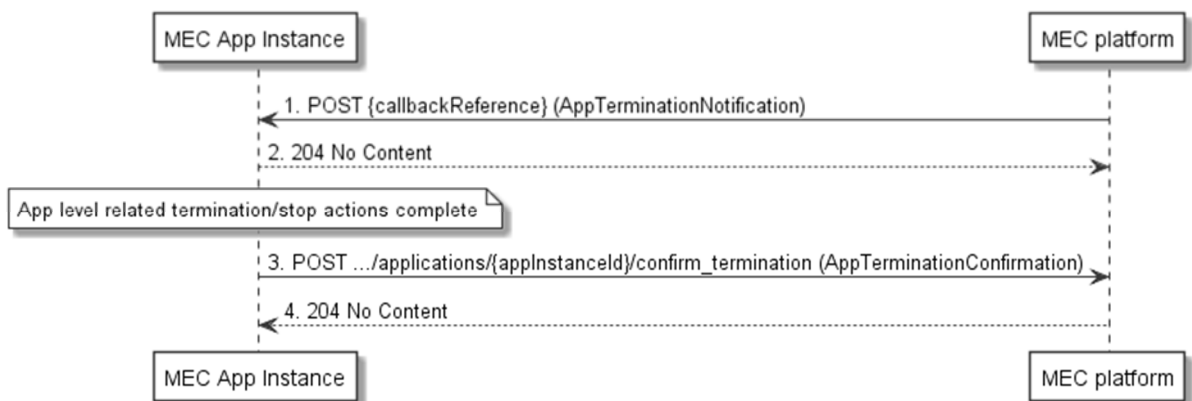 MEC App Instance
MEC platform
1. POST {callbackReference} (AppTerminationNotification)
2. 204 No Content
App level related termination/stop actions complete
3. POST .../applications/{appInstanceId}/confirm_termination (AppTerminationConfirmation)
4. 204 No Content
MEC App Instance
MEC platform